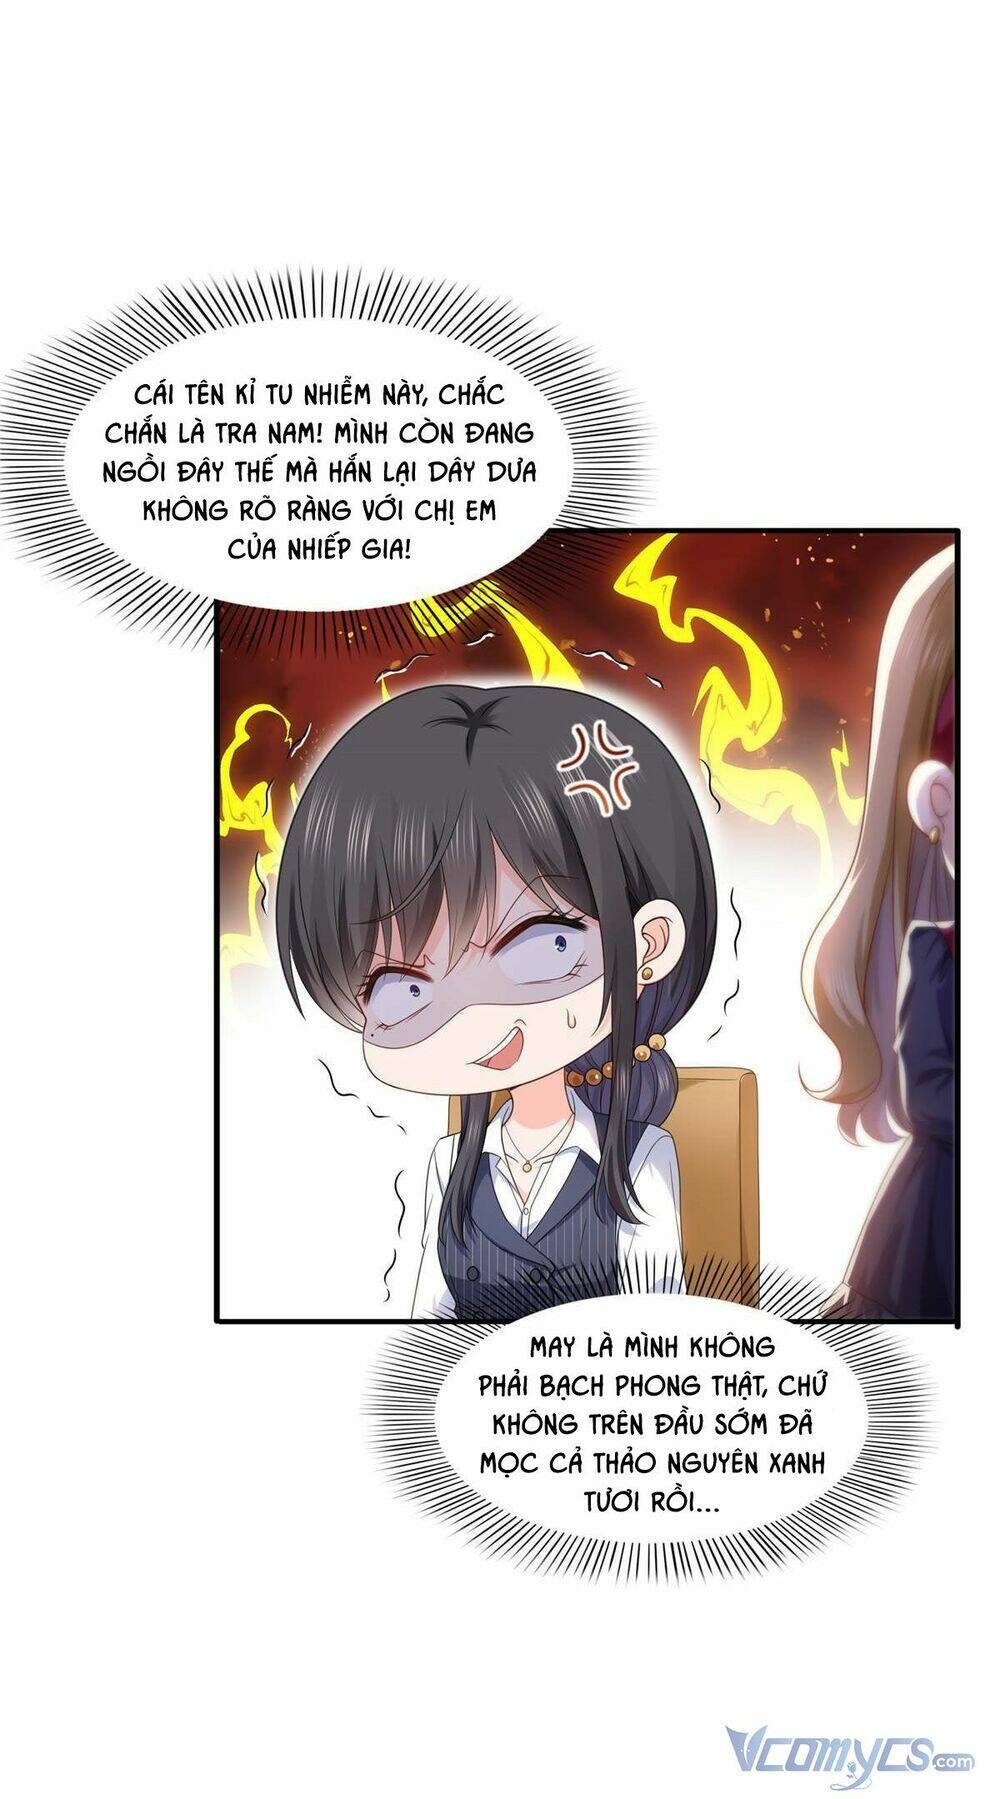 CÁI TÊN KỈ TU NHIỄM NÀY, CHẮC
CHẮN LÀ TRA NAM! MÌNH CÒN ĐANG
NGỒI ĐÂY THẾ MÀ HẮN LẠI DÂY DƯA
KHÔNG RÕ RÀNG VỚI CHỊ EM
CỦA NHIẾP GIA!
MAY LÀ MÌNH KHÔNG
PHẢI BẠCH PHONG THẬT, CHỨ
KHÔNG TRÊN ĐẦU SỚM ĐÃ
MỌC CẢ THẢO NGUYÊN XANH
TƯƠI RỒI...
VCOMYCS.com